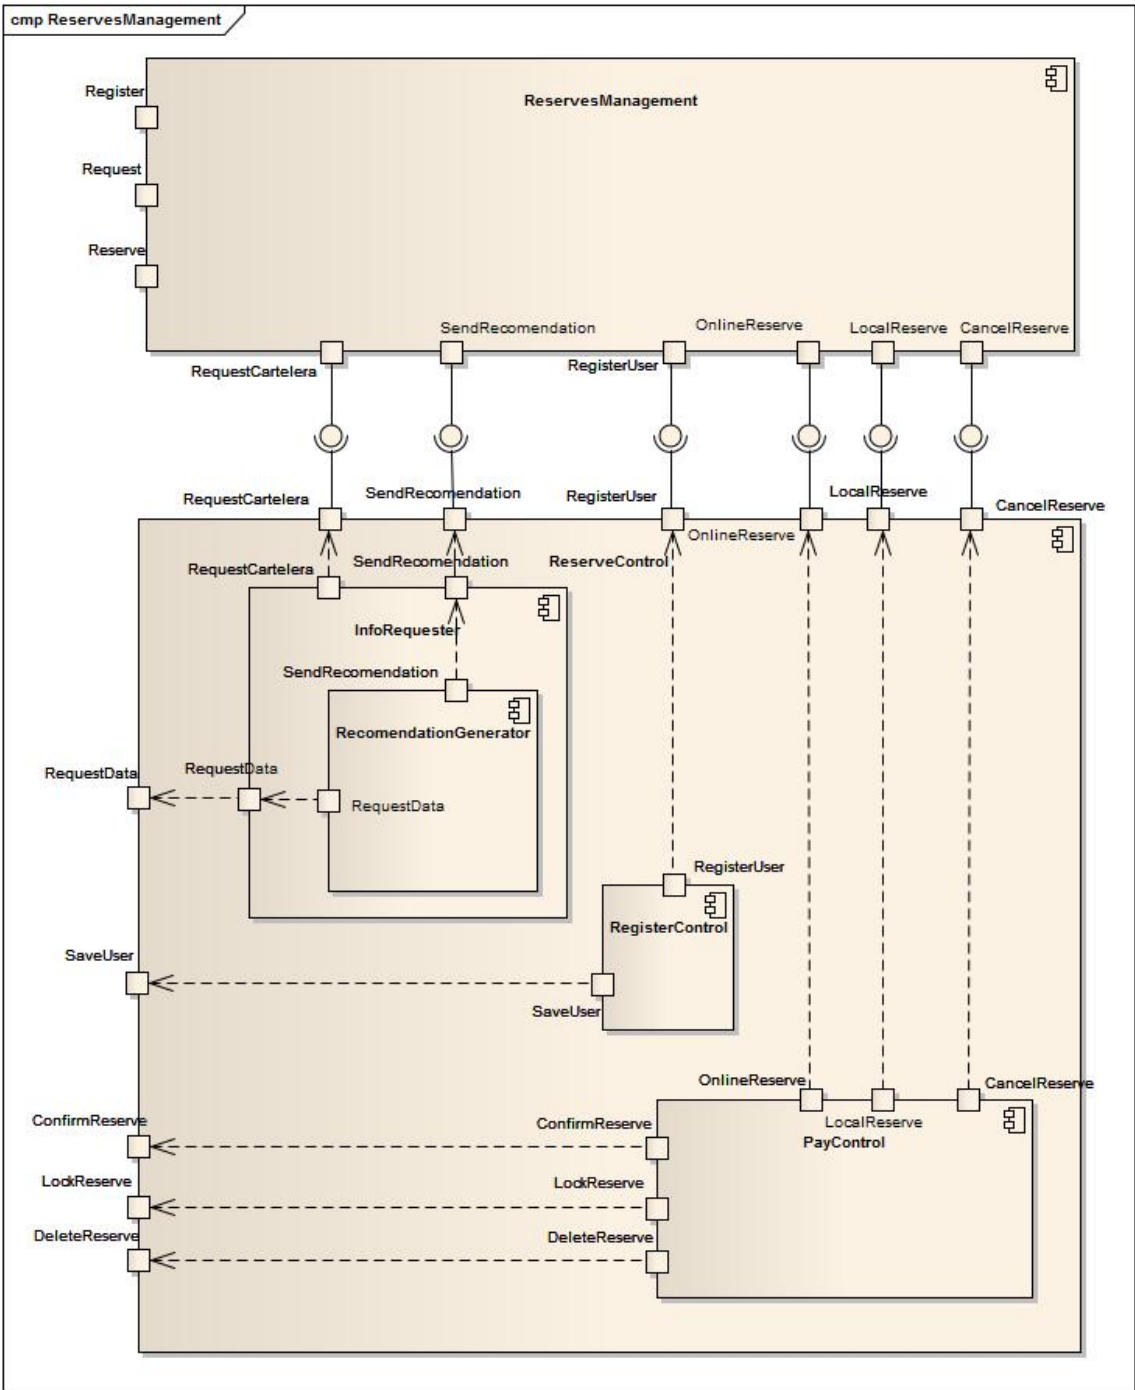 cmp ReservesManagement
Register
ReservesManagement
Request
Reserve
SendRecomendation
OnlineReserve
LocalReserve
CancelReserve
RequestCartelera
RegisterUser
RequestCartelera
SendRecomendation
RegisterUser
LocalReserve
CancelReserve
OnlineReserve
RequestCartelera
SendRecomendation
ReserveControl
InfoRequester
SendRecomendation
RecomendationGenerator
RequestData
RequestData
RequestData
RegisterUser
RegisterControl
SaveUser
SaveUser
OnlineReserve
CancelReserve
ConfirmReserve
ConfirmReserve
LocalReserve
PayControl
LockReserve
LockReserve
DeleteReserve
DeleteReserve